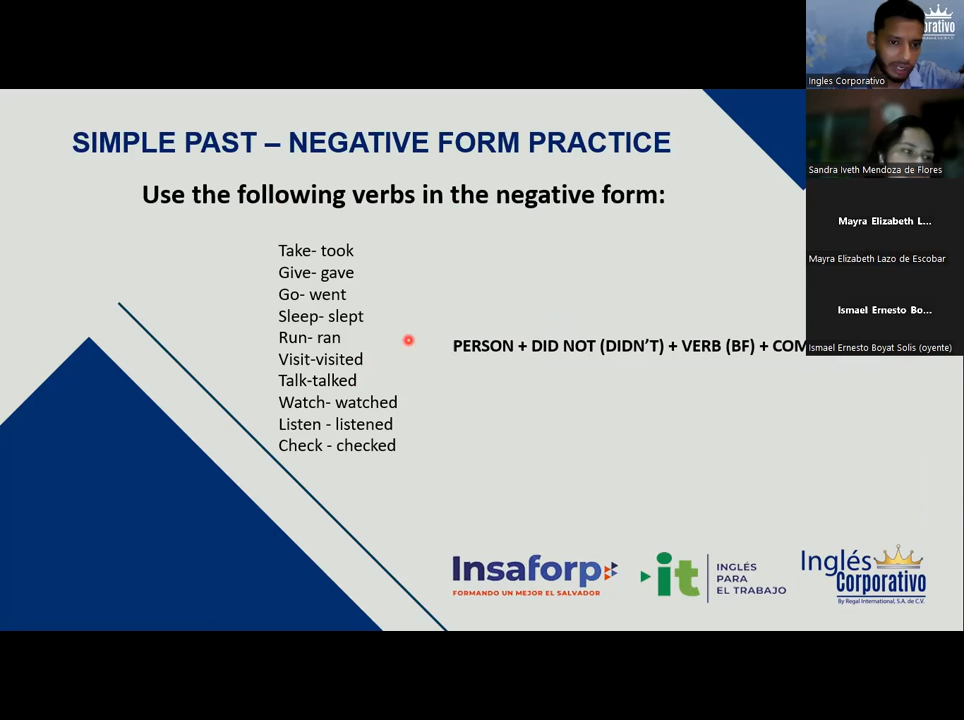 SIMPLE PAST – NEGATIVE FORM PRACTICE
Use the following verbs in the negative form:
Take- took
Give- gave
Go- went
Sleep- slept
Run- ran
Visit-visited
Talk-talked
Watch- watched
Listen - listened
Check - checked
PERSON + DID NOT (DIDN'T) + VERB (BF) + COM
Insaforp
FORMANDO UN MEJOR EL SALVADOR
it
INGLÉS
PARA
EL TRABAJO
Inglés
Corporativo
By Regal International, S.A. de C.V.
Ingles Corporativo
Sandra Iveth Mendoza de Flores
Mayra Elizabeth L...
Mayra Elizabeth Lazo de Escobar
Ismael Ernesto Bo...
Ismael Ernesto Boyat Solis (oyente)